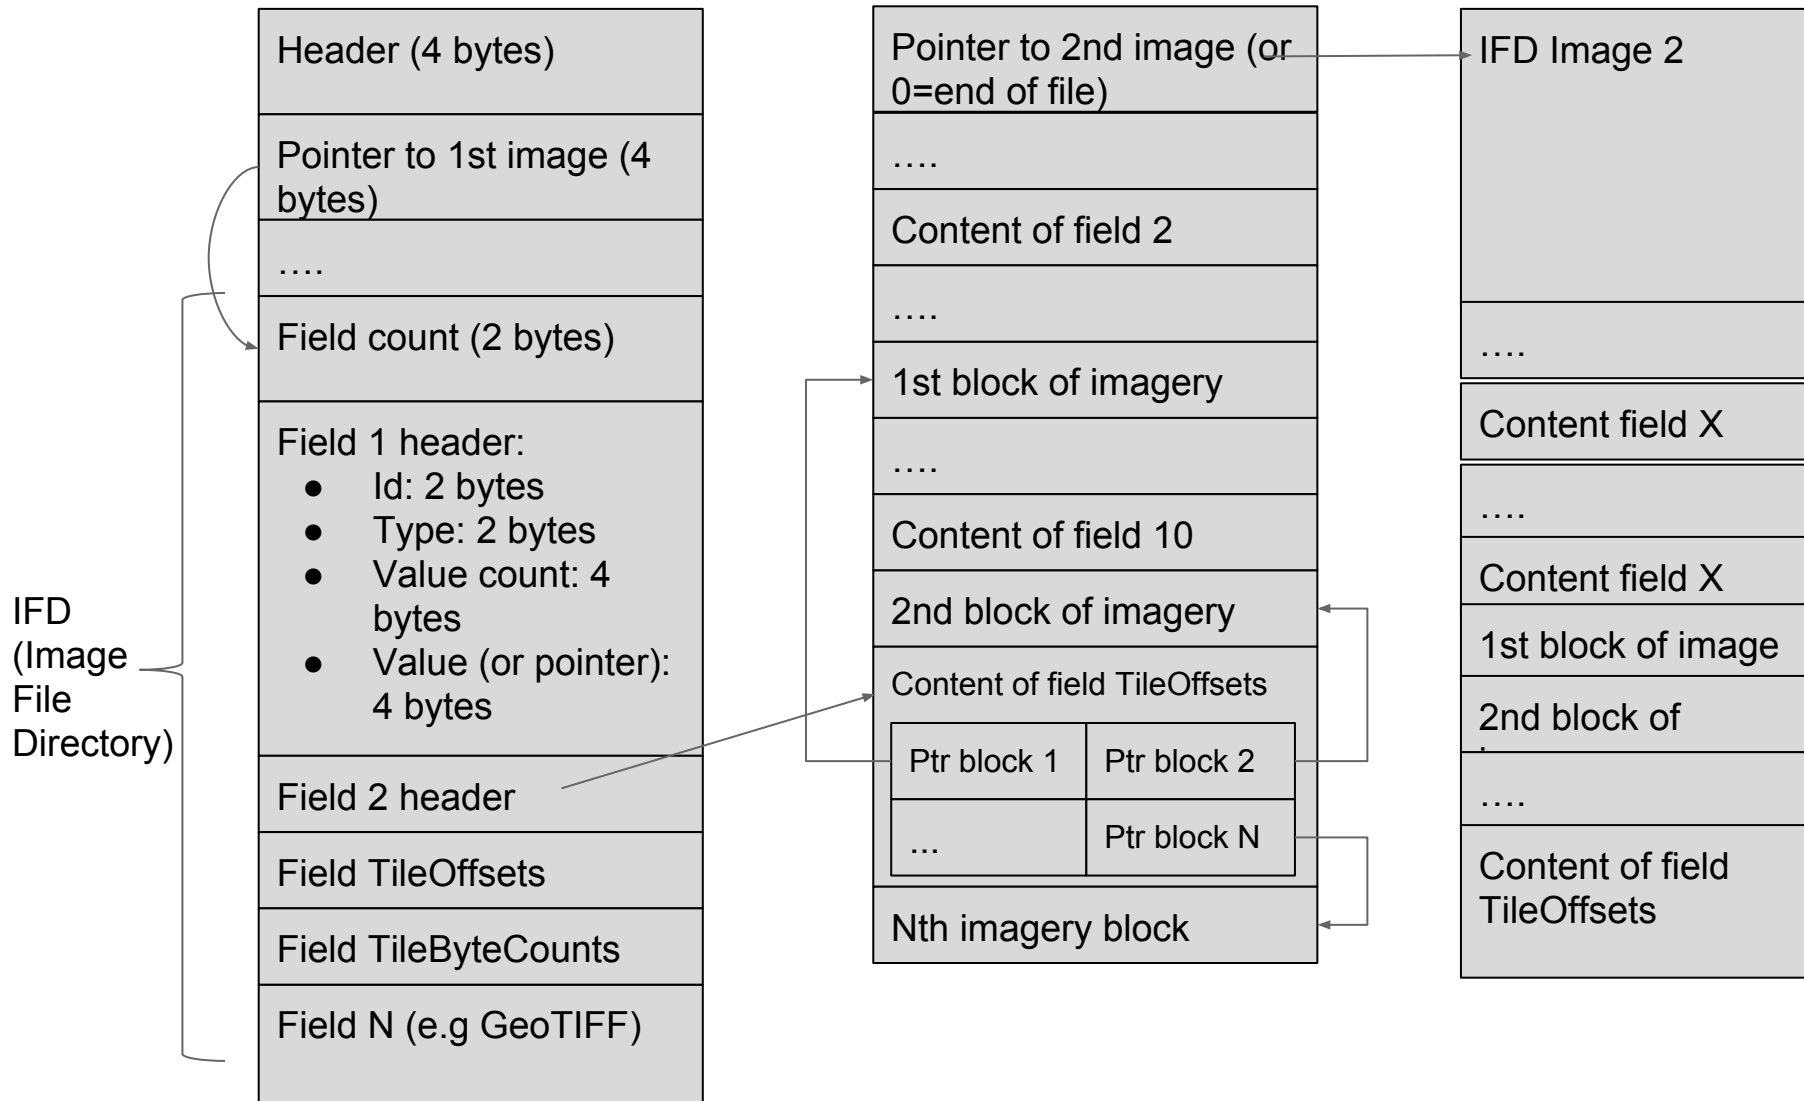 Header (4 bytes)
Pointer to 1st image (4
bytes)
....
Field count (2 bytes)
Field 1 header:
● Id: 2 bytes
● Type: 2 bytes
● Value count: 4
bytes
● Value (or pointer):
4 bytes
Field 2 header
Field TileOffsets
Field TileByteCounts
Field N (e.g GeoTIFF)
IFD
(Image
File
Directory)
Pointer to 2nd image (or
0=end of file)
....
Content of field 2
....
1st block of imagery
....
Content of field 10
2nd block of imagery
Content of field TileOffsets
Ptr block 1
Ptr block 2
...
Ptr block N
Nth imagery block
IFD Image 2
....
Content field X
....
Content field X
1st block of image
2nd block of
....
Content of field
TileOffsets